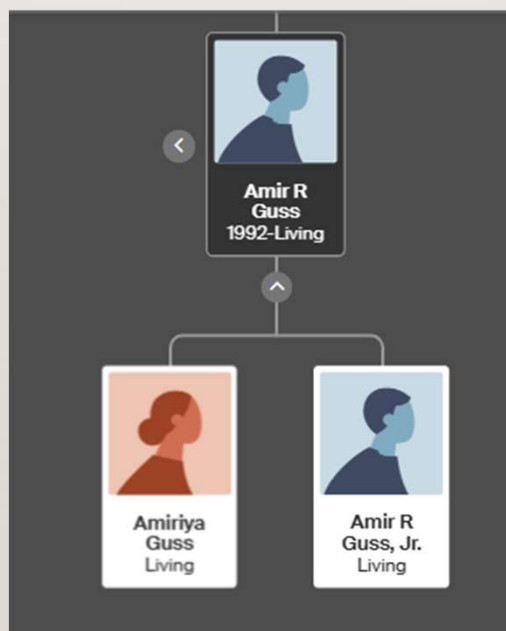 Amir R
Guss
1992-Living
Amiriya
Guss
Living
Amir R
Guss, Jr.
Living